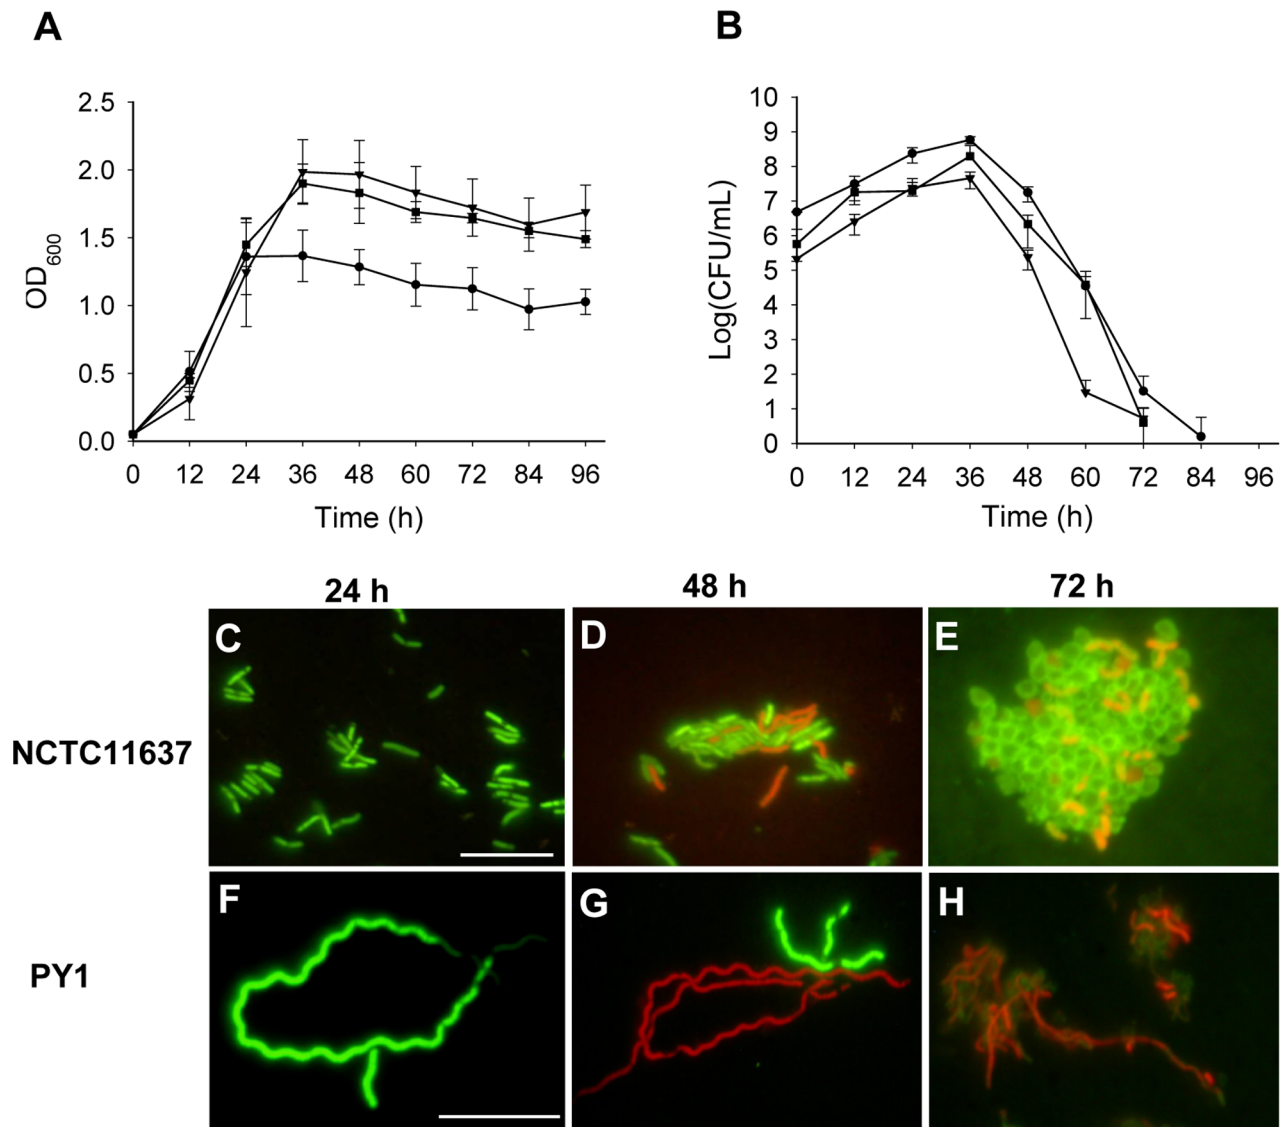 A
B
2.5
2.0
1.5
1.0
0.5
0.0
OD600
0 12 24 36 48 60 72 84 96
Time (h)
10
9
8
7
6
5
4
3
2
1
0
Log(CFU/mL)
0 12 24 36 48 60 72 84 96
Time (h)
24 h
48 h
72 h
NCTC11637
C
D
E
PY1
F
G
H